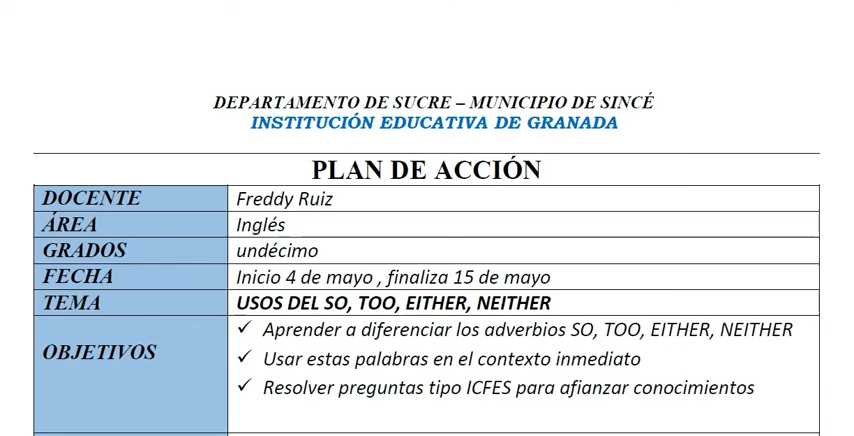 DEPARTAMENTO DE SUCRE – MUNICIPIO DE SINCÉ
INSTITUCIÓN EDUCATIVA DE GRANADA
PLAN DE ACCIÓN
DOCENTE Freddy Ruiz
ÁREA Inglés
GRADOS undécimo
FECHA Inicio 4 de mayo , finaliza 15 de mayo
TEMA USOS DEL SO, TOO, EITHER, NEITHER
OBJETIVOS
✓ Aprender a diferenciar los adverbios SO, TOO, EITHER, NEITHER
✓ Usar estas palabras en el contexto inmediato
✓ Resolver preguntas tipo ICFES para afianzar conocimientos